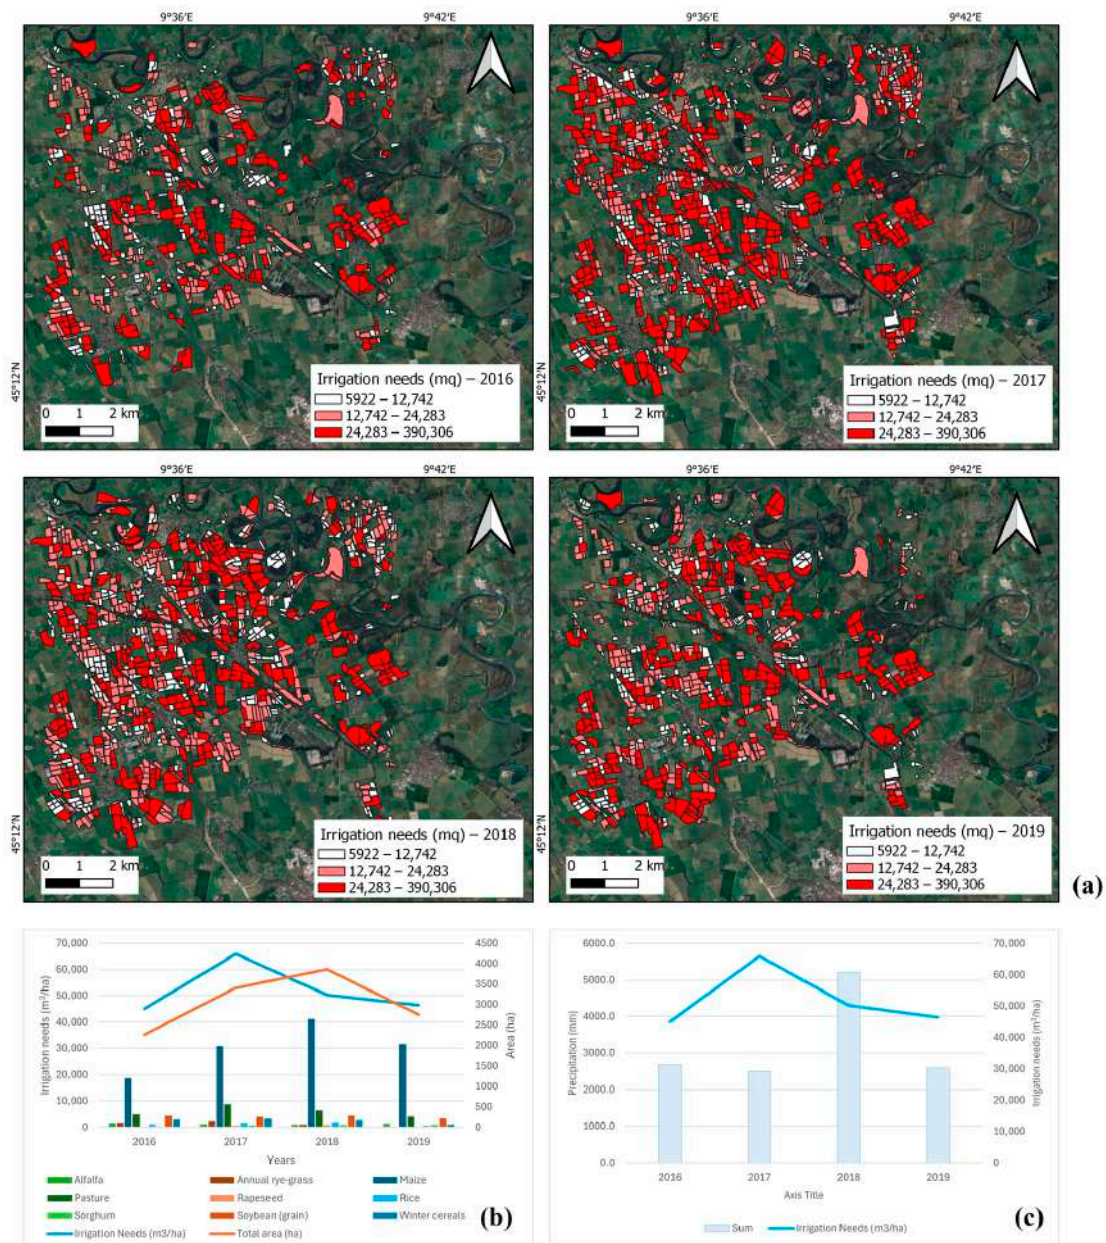 9°36'E 9°42'E 9°36'E 9°42'E
45°12'N
Irrigation needs (mq) – 2016
5922 – 12,742
12,742 – 24,283
24,283 – 390,306
0 1 2 km
45°12'N
Irrigation needs (mq) – 2017
5922 – 12,742
12,742 – 24,283
24,283 – 390,306
0 1 2 km
9°36'E 9°42'E 9°36'E 9°42'E
45°12'N
Irrigation needs (mq) – 2018
5922 – 12,742
12,742 – 24,283
24,283 – 390,306
0 1 2 km
45°12'N
Irrigation needs (mq) – 2019
5922 – 12,742
12,742 – 24,283
24,283 – 390,306
0 1 2 km
(a)
Irrigation needs (m³/ha)
70,000
60,000
50,000
40,000
30,000
20,000
10,000
0
4500
4000
3500
3000
2500
2000
1500
1000
500
0
Area (ha)
2016 2017 2018 2019
Years
Alfalfa Annual rye-grass Maize
Pasture Rapeseed Rice
Sorghum Soybean (grain) Winter cereals
Irrigation Needs (m3/ha) Total area (ha)
(b)
Precipitation (mm)
6000.0
5000.0
4000.0
3000.0
2000.0
1000.0
0.0
70,000
60,000
50,000
40,000
30,000
20,000
10,000
0
Irrigation needs (m³/ha)
2016 2017 2018 2019
Axis Title
Sum Irrigation Needs (m3/ha)
(c)